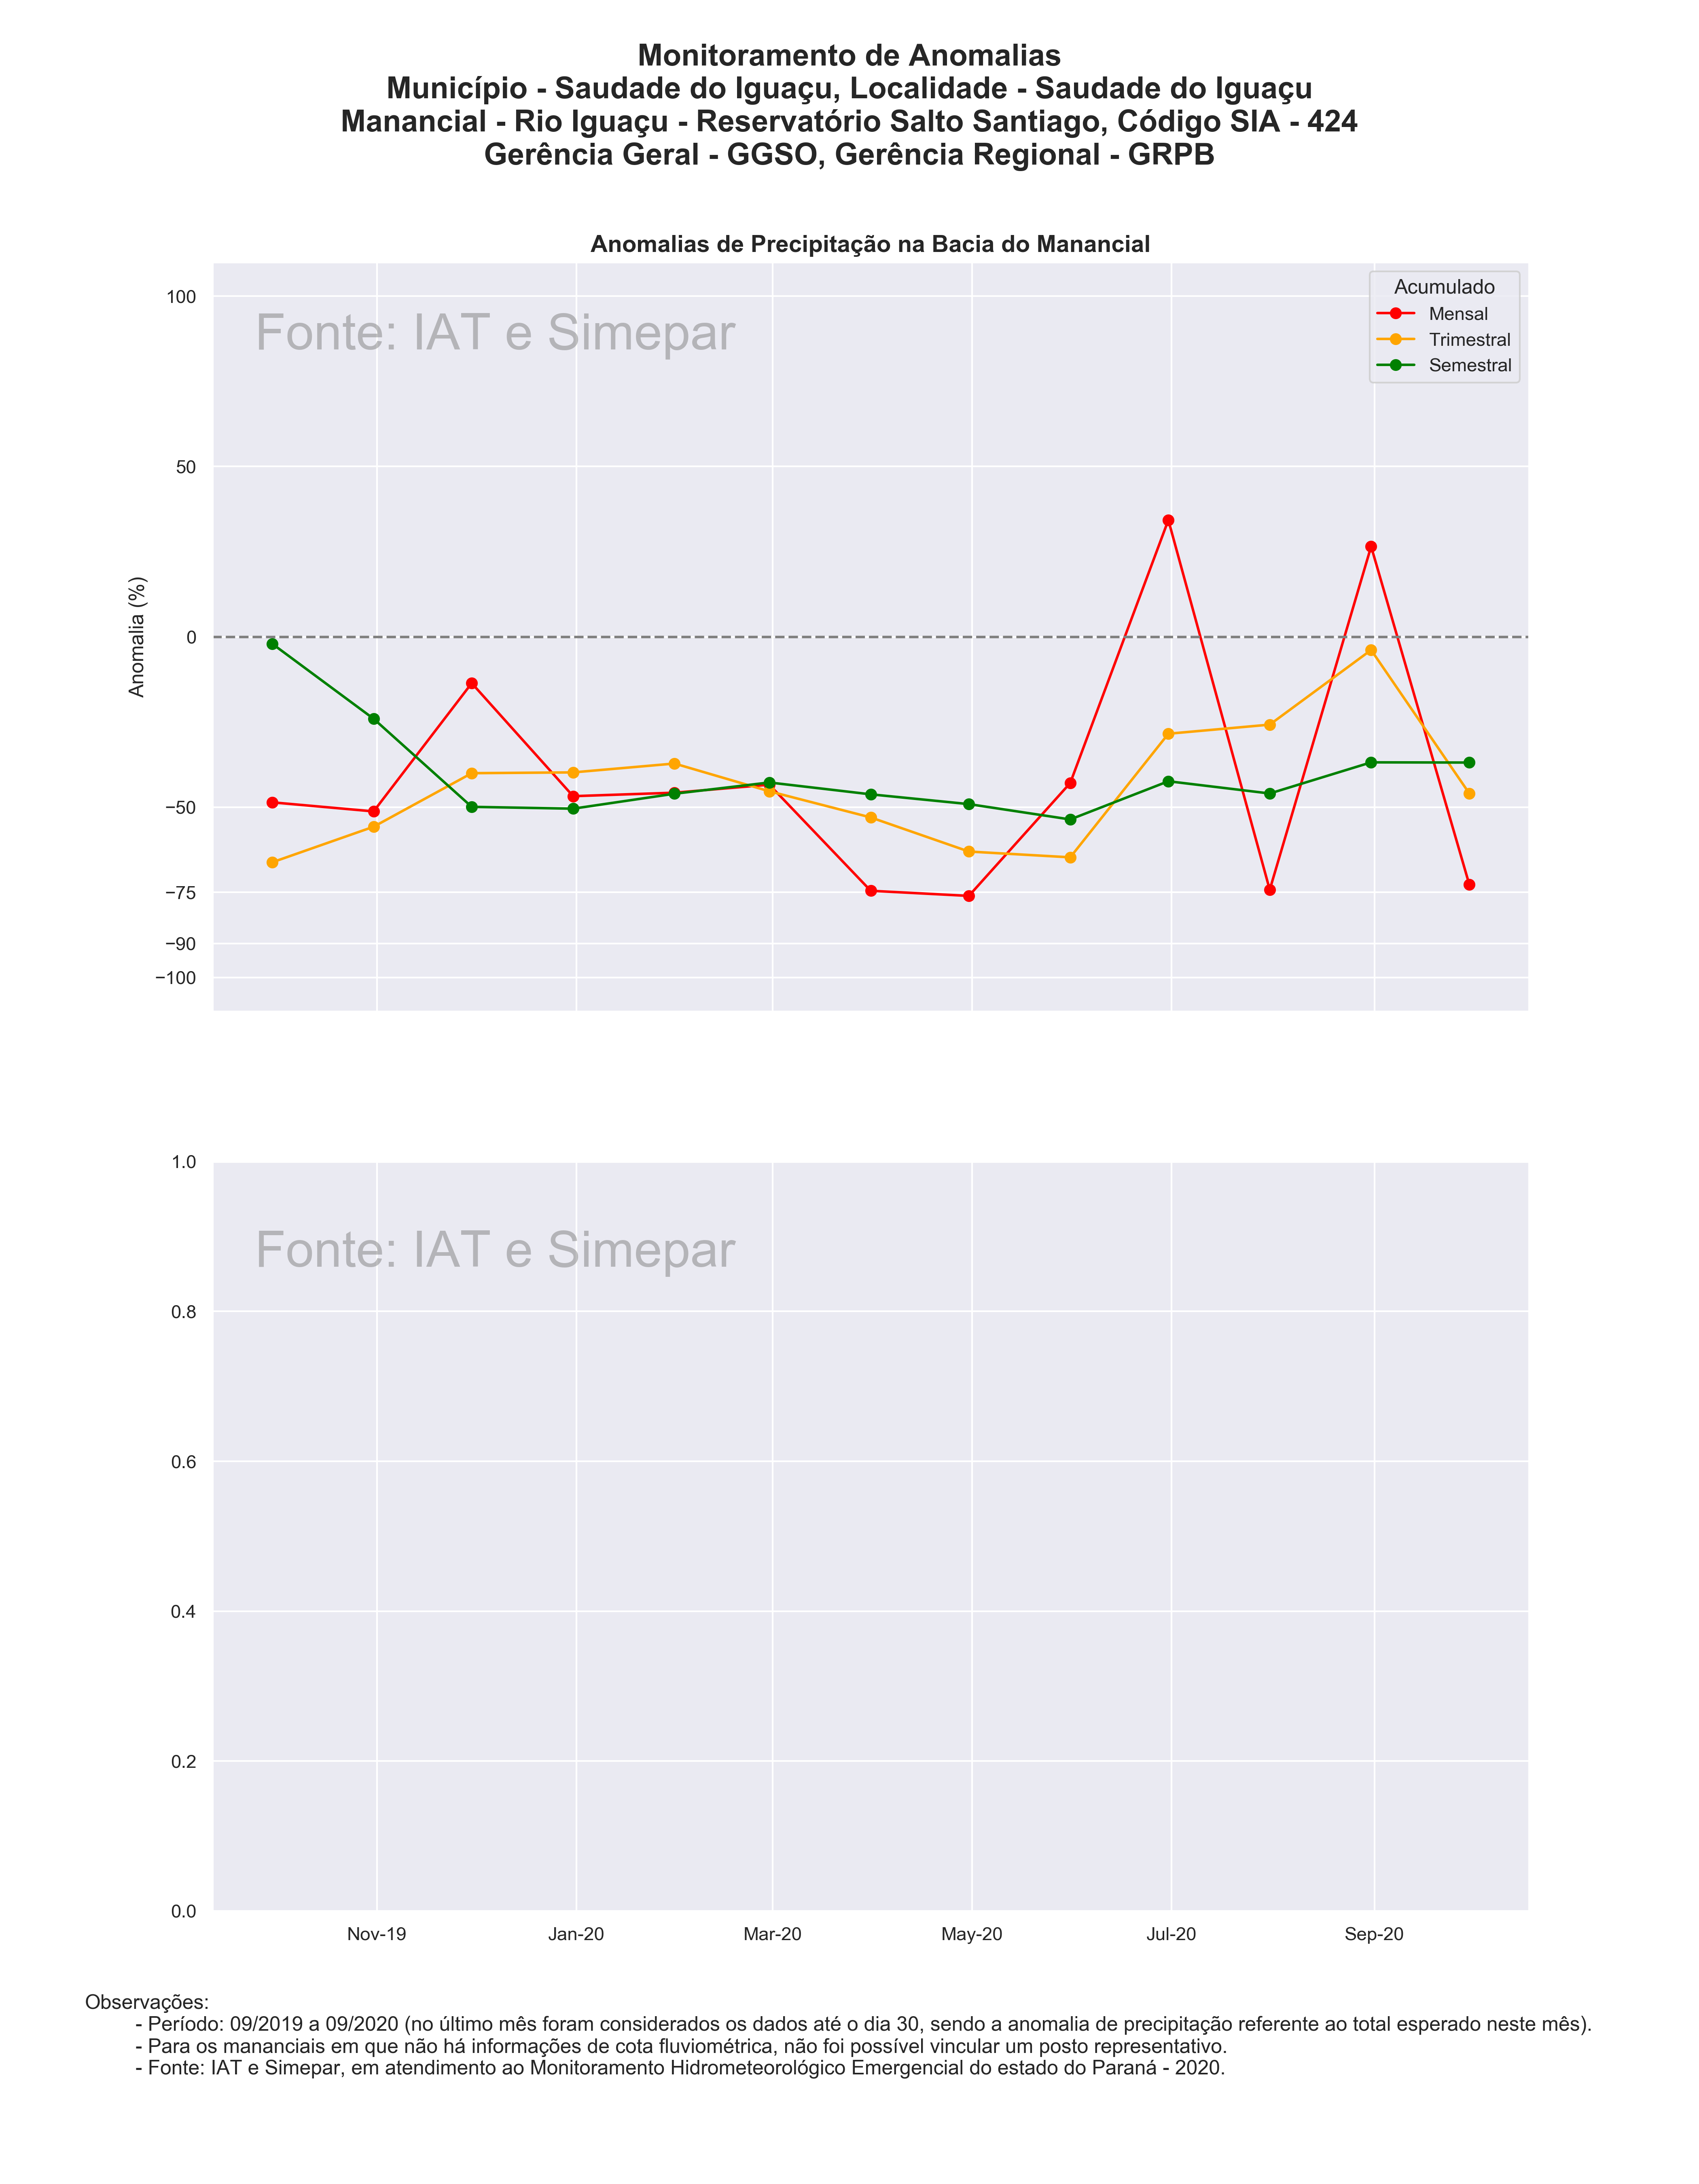 Monitoramento de Anomalias
Município - Saudade do Iguaçu, Localidade - Saudade do Iguaçu
Manancial - Rio Iguaçu - Reservatório Salto Santiago, Código SIA - 424
Gerência Geral - GGSO, Gerência Regional - GRPB
Anomalias de Precipitação na Bacia do Manancial
Fonte: IAT e Simepar
Acumulado
Mensal
Trimestral
Semestral
Anomalia (%)
100
50
0
−50
−75
−90
−100
Fonte: IAT e Simepar
1.0
0.8
0.6
0.4
0.2
0.0
Nov-19 Jan-20 Mar-20 May-20 Jul-20 Sep-20
Observações:
- Período: 09/2019 a 09/2020 (no último mês foram considerados os dados até o dia 30, sendo a anomalia de precipitação referente ao total esperado neste mês).
- Para os mananciais em que não há informações de cota fluviométrica, não foi possível vincular um posto representativo.
- Fonte: IAT e Simepar, em atendimento ao Monitoramento Hidrometeorológico Emergencial do estado do Paraná - 2020.